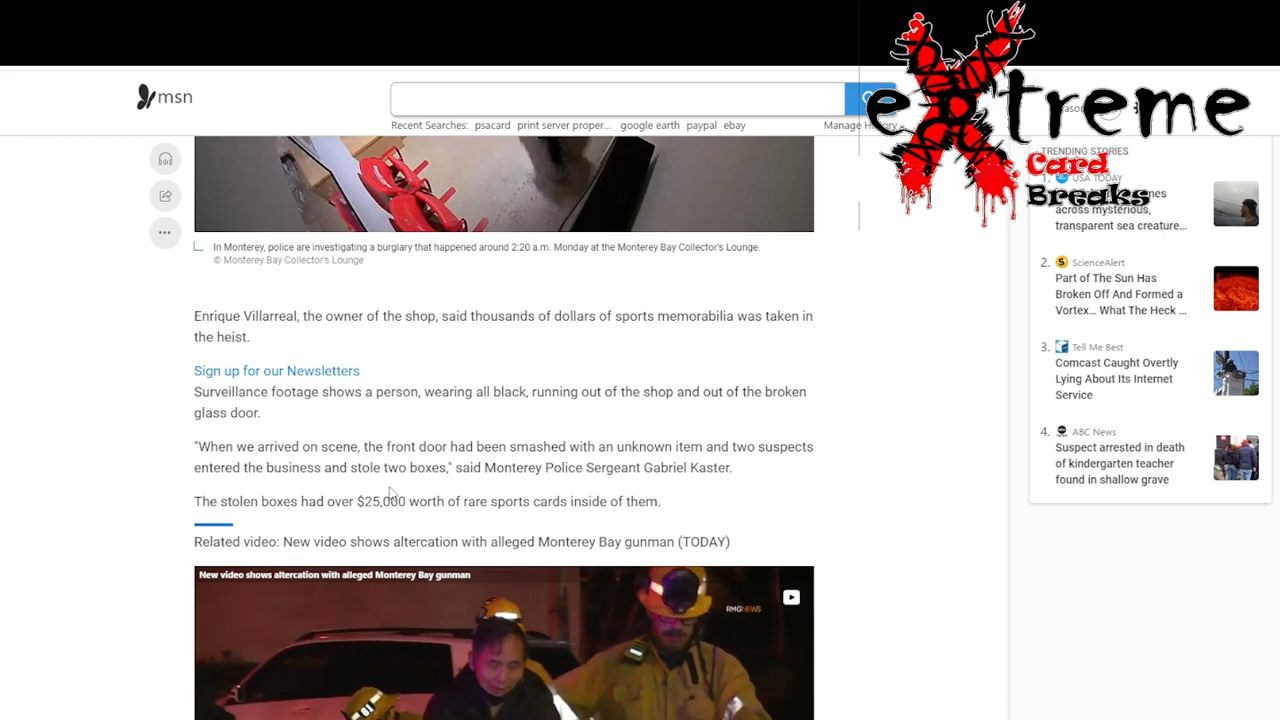 msn
Recent Searches: psacard print server proper... google earth paypal ebay Manage History
eXtreme
Card
Breaks
TRENDING STORIES
1. USA TODAY
across mysterious,
transparent sea creature...
2. ScienceAlert
Part of The Sun Has
Broken Off And Formed a
Vortex... What The Heck ...
3. Tell Me Best
Comcast Caught Overtly
Lying About Its Internet
Service
4. ABC News
Suspect arrested in death
of kindergarten teacher
found in shallow grave
In Monterey, police are investigating a burglary that happened around 2:20 a.m. Monday at the Monterey Bay Collector's Lounge.
© Monterey Bay Collector's Lounge
Enrique Villarreal, the owner of the shop, said thousands of dollars of sports memorabilia was taken in
the heist.
Sign up for our Newsletters
Surveillance footage shows a person, wearing all black, running out of the shop and out of the broken
glass door.
"When we arrived on scene, the front door had been smashed with an unknown item and two suspects
entered the business and stole two boxes," said Monterey Police Sergeant Gabriel Kaster.
The stolen boxes had over $25,000 worth of rare sports cards inside of them.
Related video: New video shows altercation with alleged Monterey Bay gunman (TODAY)
New video shows altercation with alleged Monterey Bay gunman
RMGNEWS